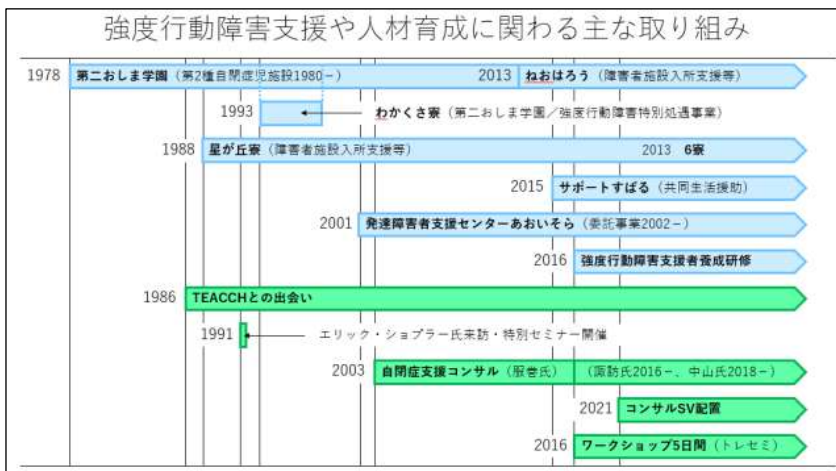 強度行動障害支援や人材育成に関わる主な取り組み
1978 第二おしま学園（第2種自閉症児施設1980－） 2013 ねおはろう（障害者施設入所支援等）
1993 わかくさ寮（第二おしま学園／強度行動障害特別処遇事業）
1988 星が丘寮（障害者施設入所支援等） 2013 6寮
2015 サポートすばる（共同生活援助）
2001 発達障害者支援センターあおいそら（委託事業2002－）
2016 強度行動障害支援者養成研修
1986 TEACCHとの出会い
1991 エリック・ショプラー氏来訪・特別セミナー開催
2003 自閉症支援コンサル（服巻氏） （諏訪氏2016－、中山氏2018－）
2021 コンサルSV配置
2016 ワークショップ5日間（トレセミ）